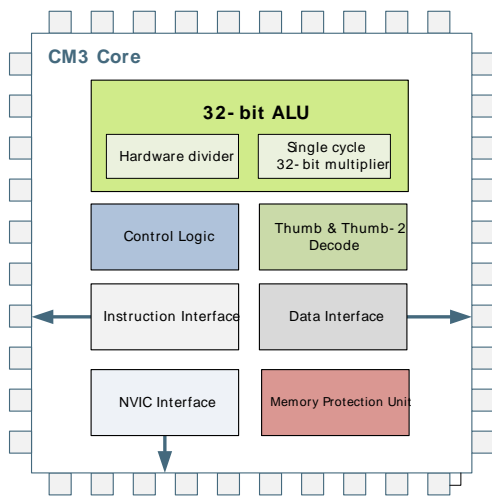 CM3 Core
32-bit ALU
Hardware divider
Single cycle
32-bit multiplier
Control Logic
Thumb & Thumb-2
Decode
Instruction Interface
Data Interface
NVIC Interface
Memory Protection Unit